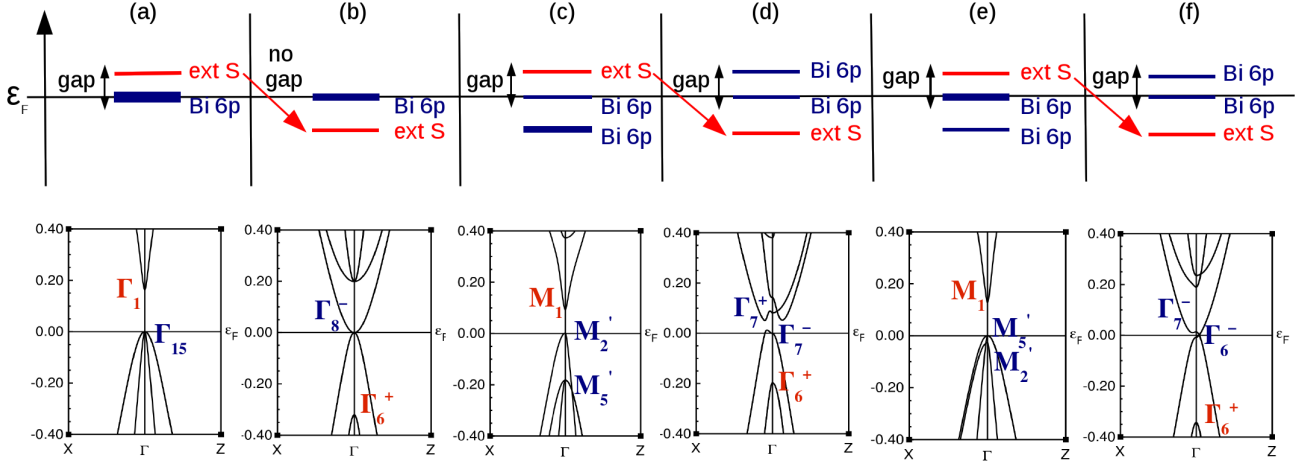 (a) (b) (c) (d) (e) (f)
gap ext S no gap gap ext S gap Bi 6p gap ext S gap Bi 6p
εF Bi 6p Bi 6p Bi 6p Bi 6p Bi 6p Bi 6p
ext S Bi 6p ext S Bi 6p ext S
0.40 0.40 0.40 0.40 0.40 0.40
0.20 0.20 0.20 0.20 0.20 0.20
Γ1 Γ8- M1 Γ7+ M1 Γ7-
0.00 εF 0.00 εF 0.00 εF 0.00 εF 0.00 εF 0.00 εF
Γ15 M2' Γ7- M5' Γ6-
M2'
-0.20 -0.20 -0.20 -0.20 -0.20 -0.20
Γ6+ M5' Γ6+ Γ6+
-0.40 -0.40 -0.40 -0.40 -0.40 -0.40
X Γ Z X Γ Z X Γ Z X Γ Z X Γ Z X Γ Z